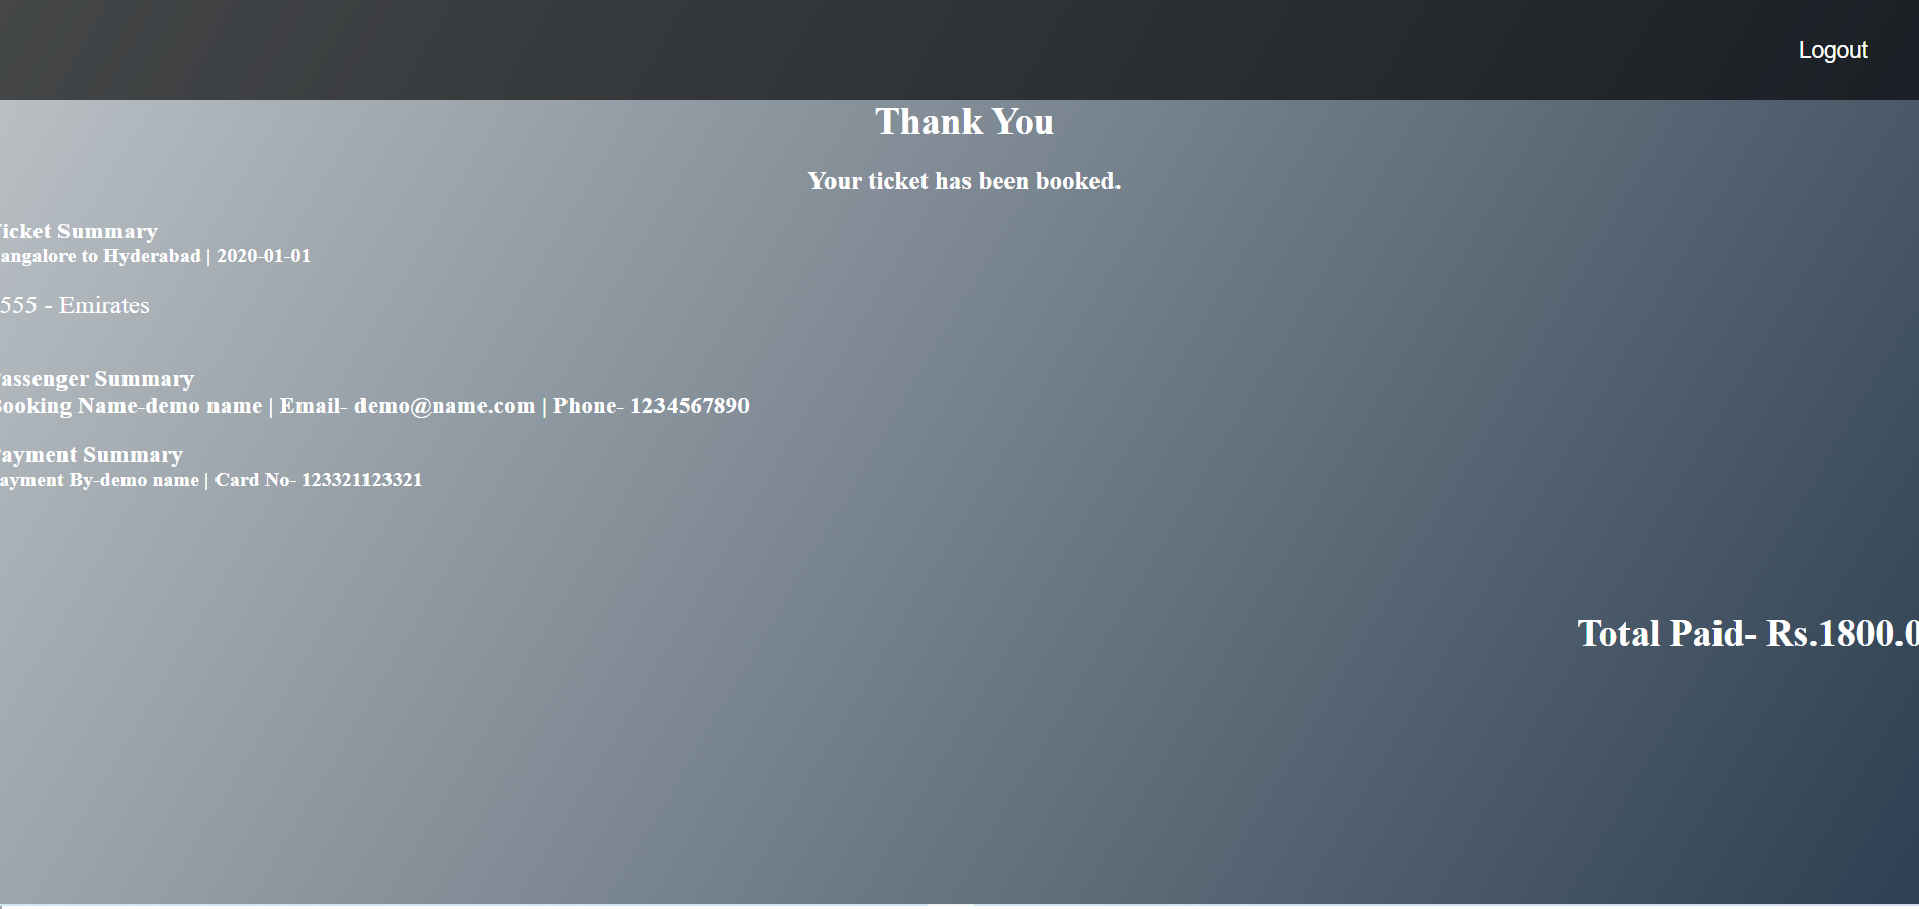 Logout
Thank You
Your ticket has been booked.
icket Summary
angalore to Hyderabad | 2020-01-01
555 - Emirates
assenger Summary
ooking Name-demo name | Email- demo@name.com | Phone- 1234567890
ayment Summary
ayment By-demo name | Card No- 123321123321
Total Paid- Rs.1800.0